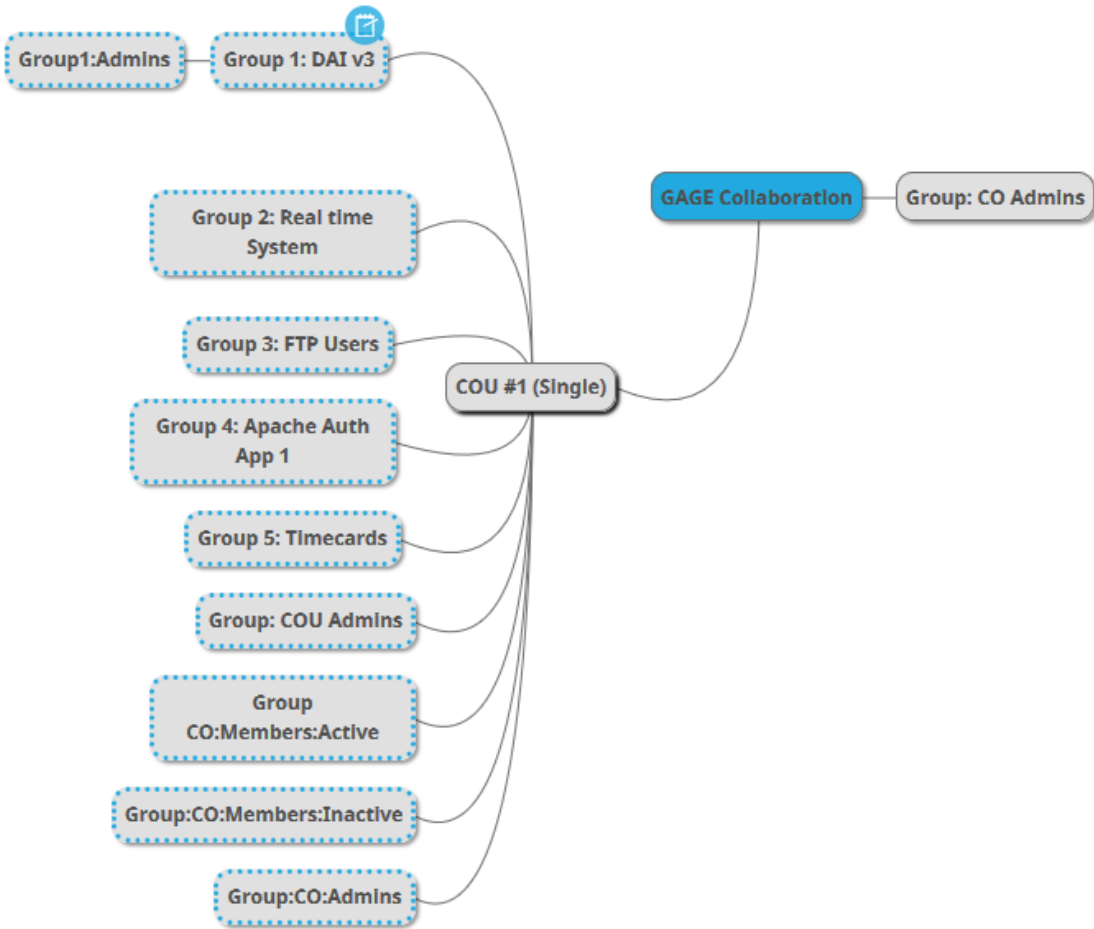 Group1:Admins
Group 1: DAI v3
Group 2: Real time
System
Group 3: FTP Users
Group 4: Apache Auth
App 1
Group 5: Timecards
Group: COU Admins
Group
CO:Members:Active
Group:CO:Members:Inactive
Group:CO:Admins
COU #1 (Single)
GAGE Collaboration
Group: CO Admins